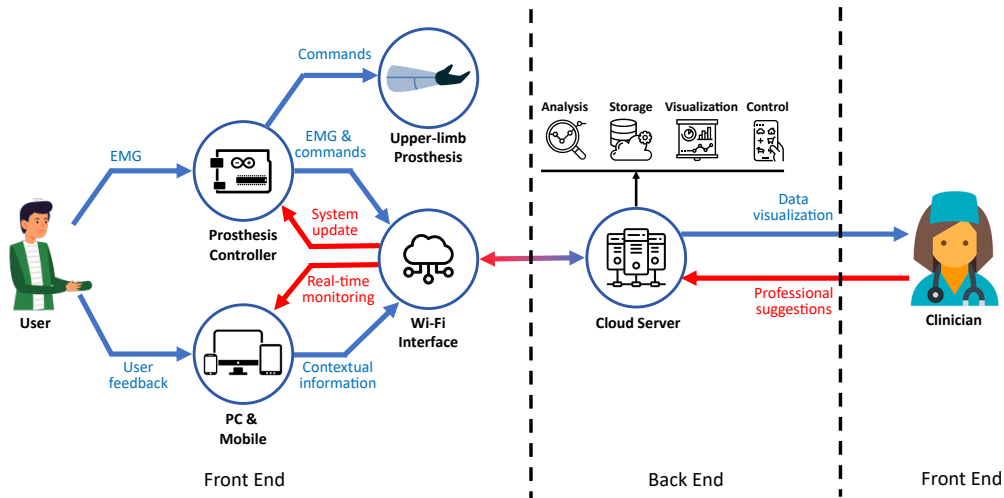 Commands
Upper-limb
Prosthesis
EMG &
commands
EMG
Prosthesis
Controller
System
update
User
Real-time
monitoring
Wi-Fi
Interface
User
feedback
Contextual
information
PC &
Mobile
Front End
Analysis
Storage
Visualization
Control
Cloud Server
Back End
Data
visualization
Professional
suggestions
Clinician
Front End